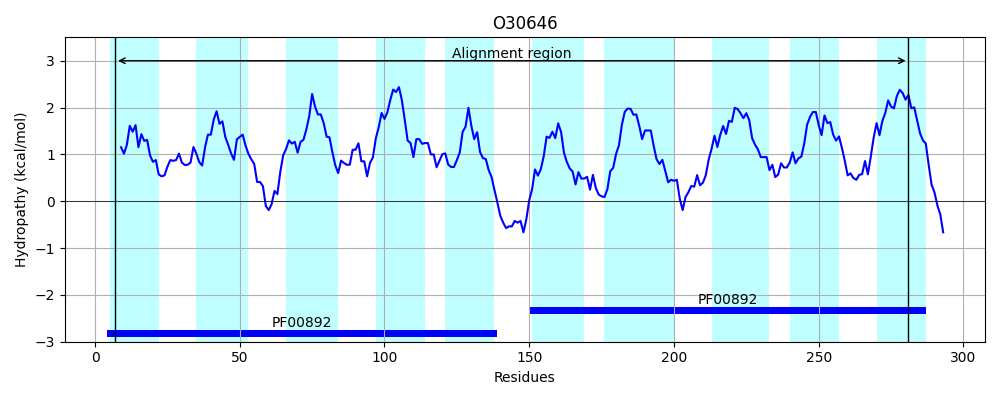 O30646
Alignment region
Hydropathy (kcal/mol)
3
2
1
0
−1
−2
−3
PF00892
PF00892
0
50
100
150
200
250
300
Residues